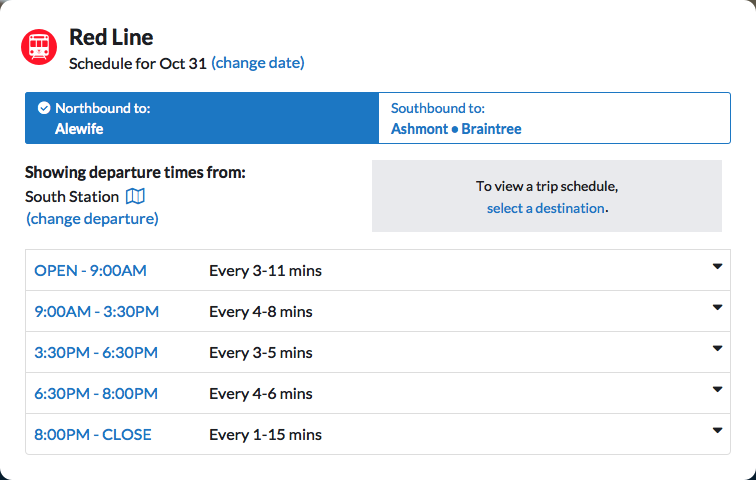 Red Line
Schedule for Oct 31 (change date)
Northbound to:
Alewife
Southbound to:
Ashmont • Braintree
Showing departure times from:
South Station
(change departure)
To view a trip schedule,
select a destination.
OPEN - 9:00AM Every 3-11 mins
9:00AM - 3:30PM Every 4-8 mins
3:30PM - 6:30PM Every 3-5 mins
6:30PM - 8:00PM Every 4-6 mins
8:00PM - CLOSE Every 1-15 mins